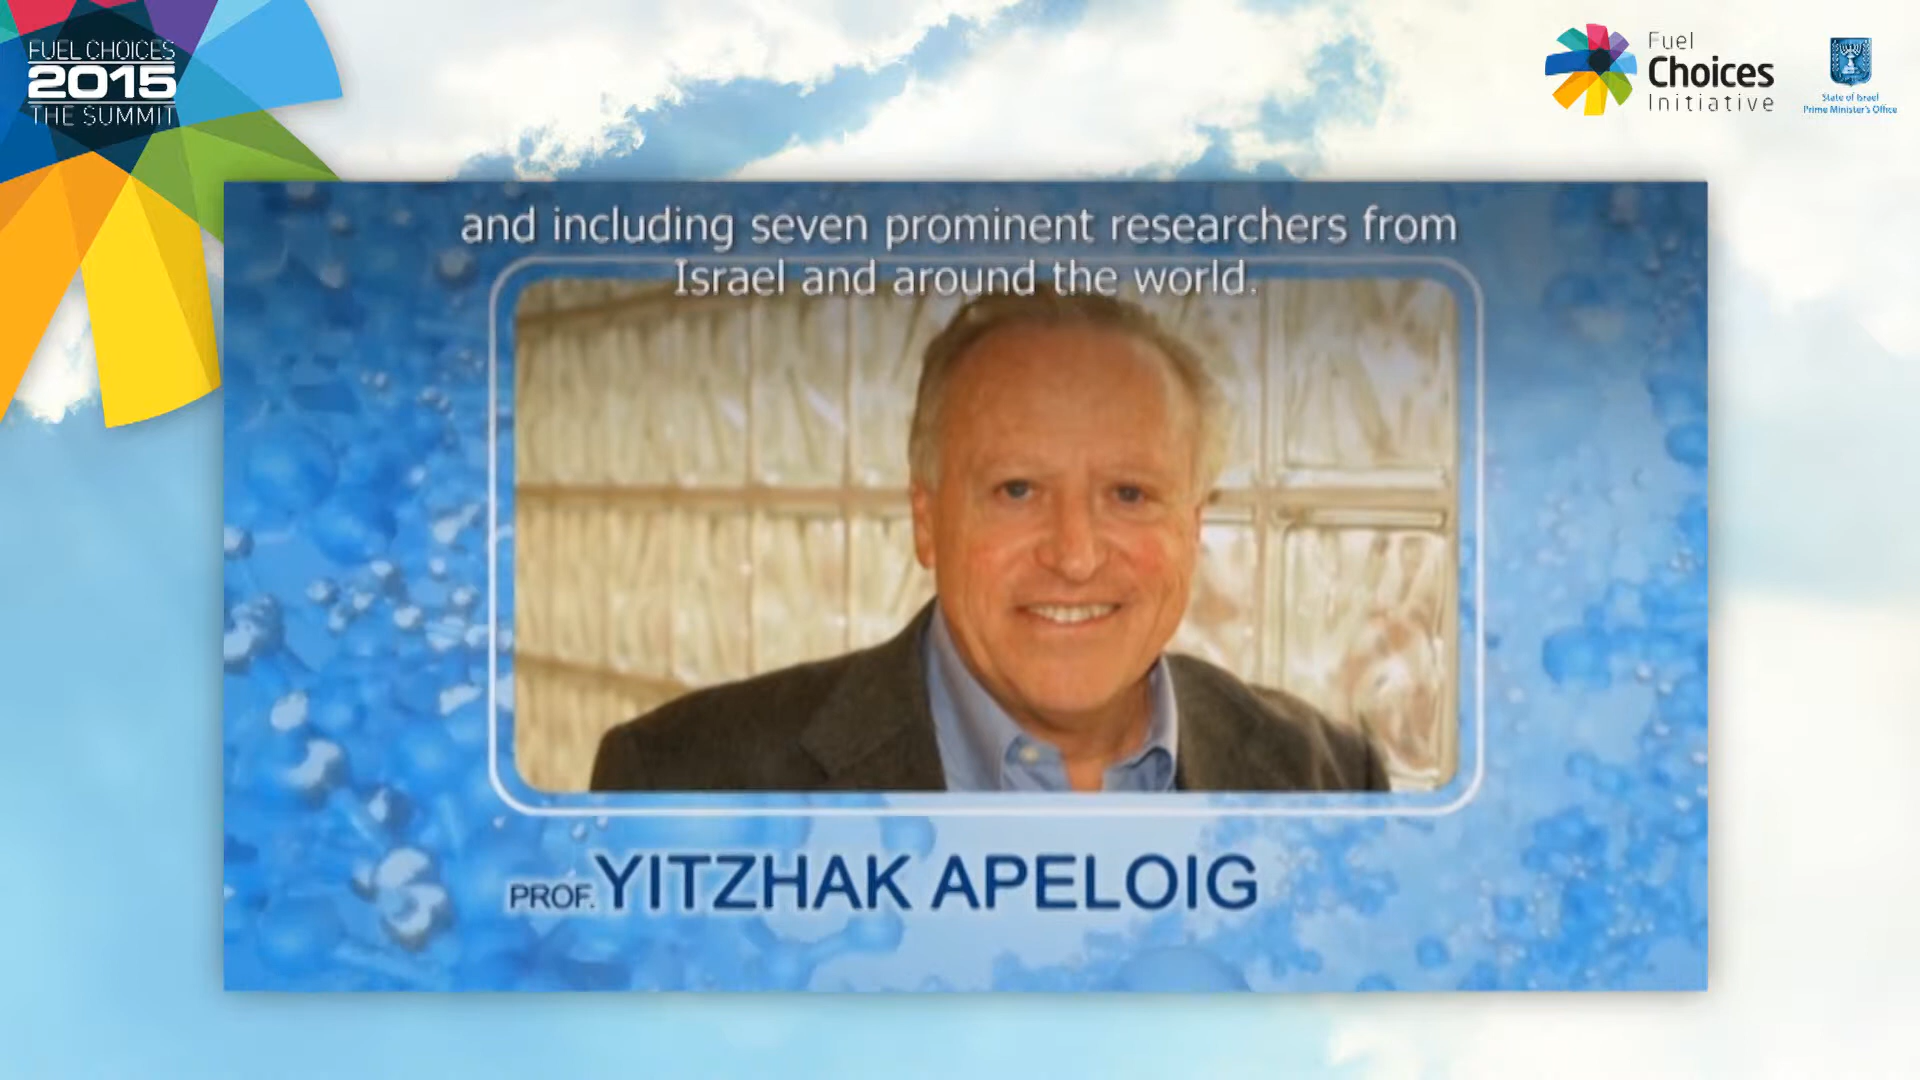 FUEL CHOICES
2015
THE SUMMIT
Fuel
Choices
Initiative
State of Israel
Prime Minister's Office
and including seven prominent researchers from
Israel and around the world.
PROF. YITZHAK APELOIG